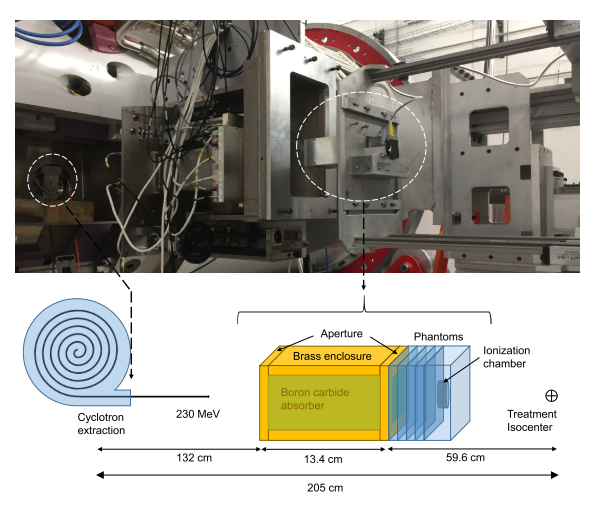 Aperture
Phantoms
Brass enclosure
Ionization
chamber
Boron carbide
absorber
230 MeV
Cyclotron
extraction
Treatment
Isocenter
132 cm
13.4 cm
59.6 cm
205 cm